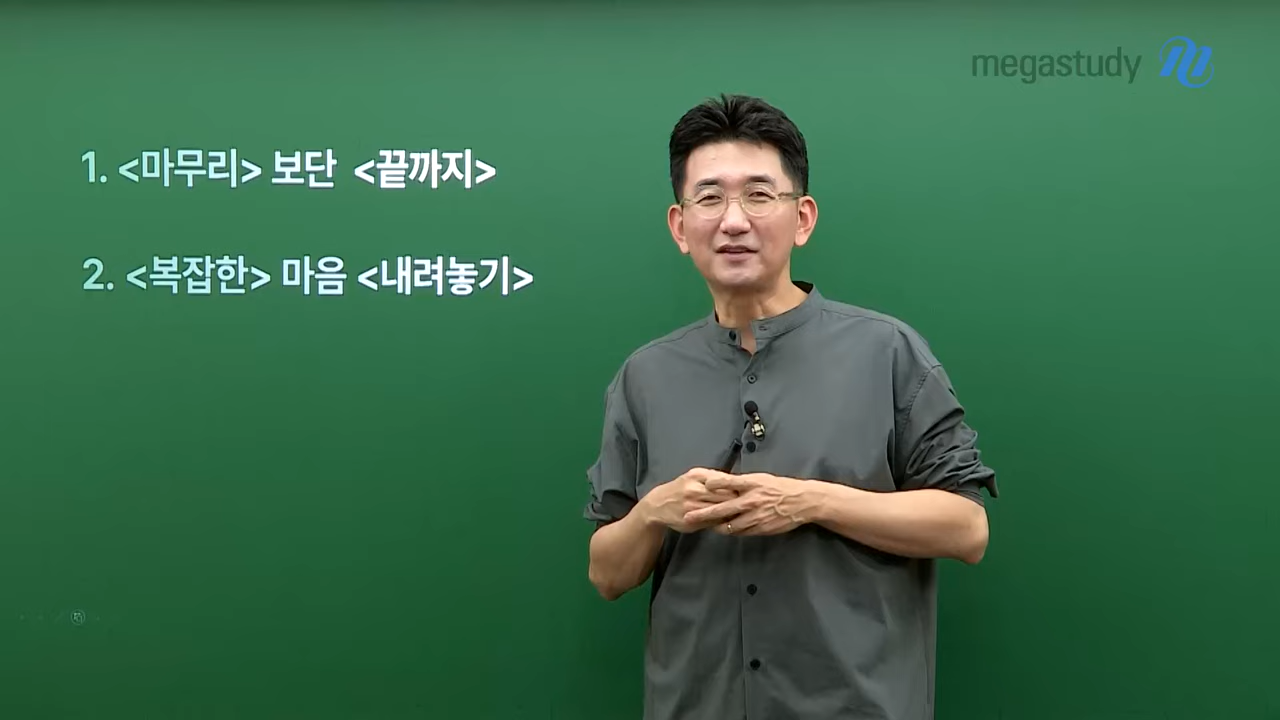 megastudy
1. <마무리> 보단 <끝까지>
2. <복잡한> 마음 <내려놓기>